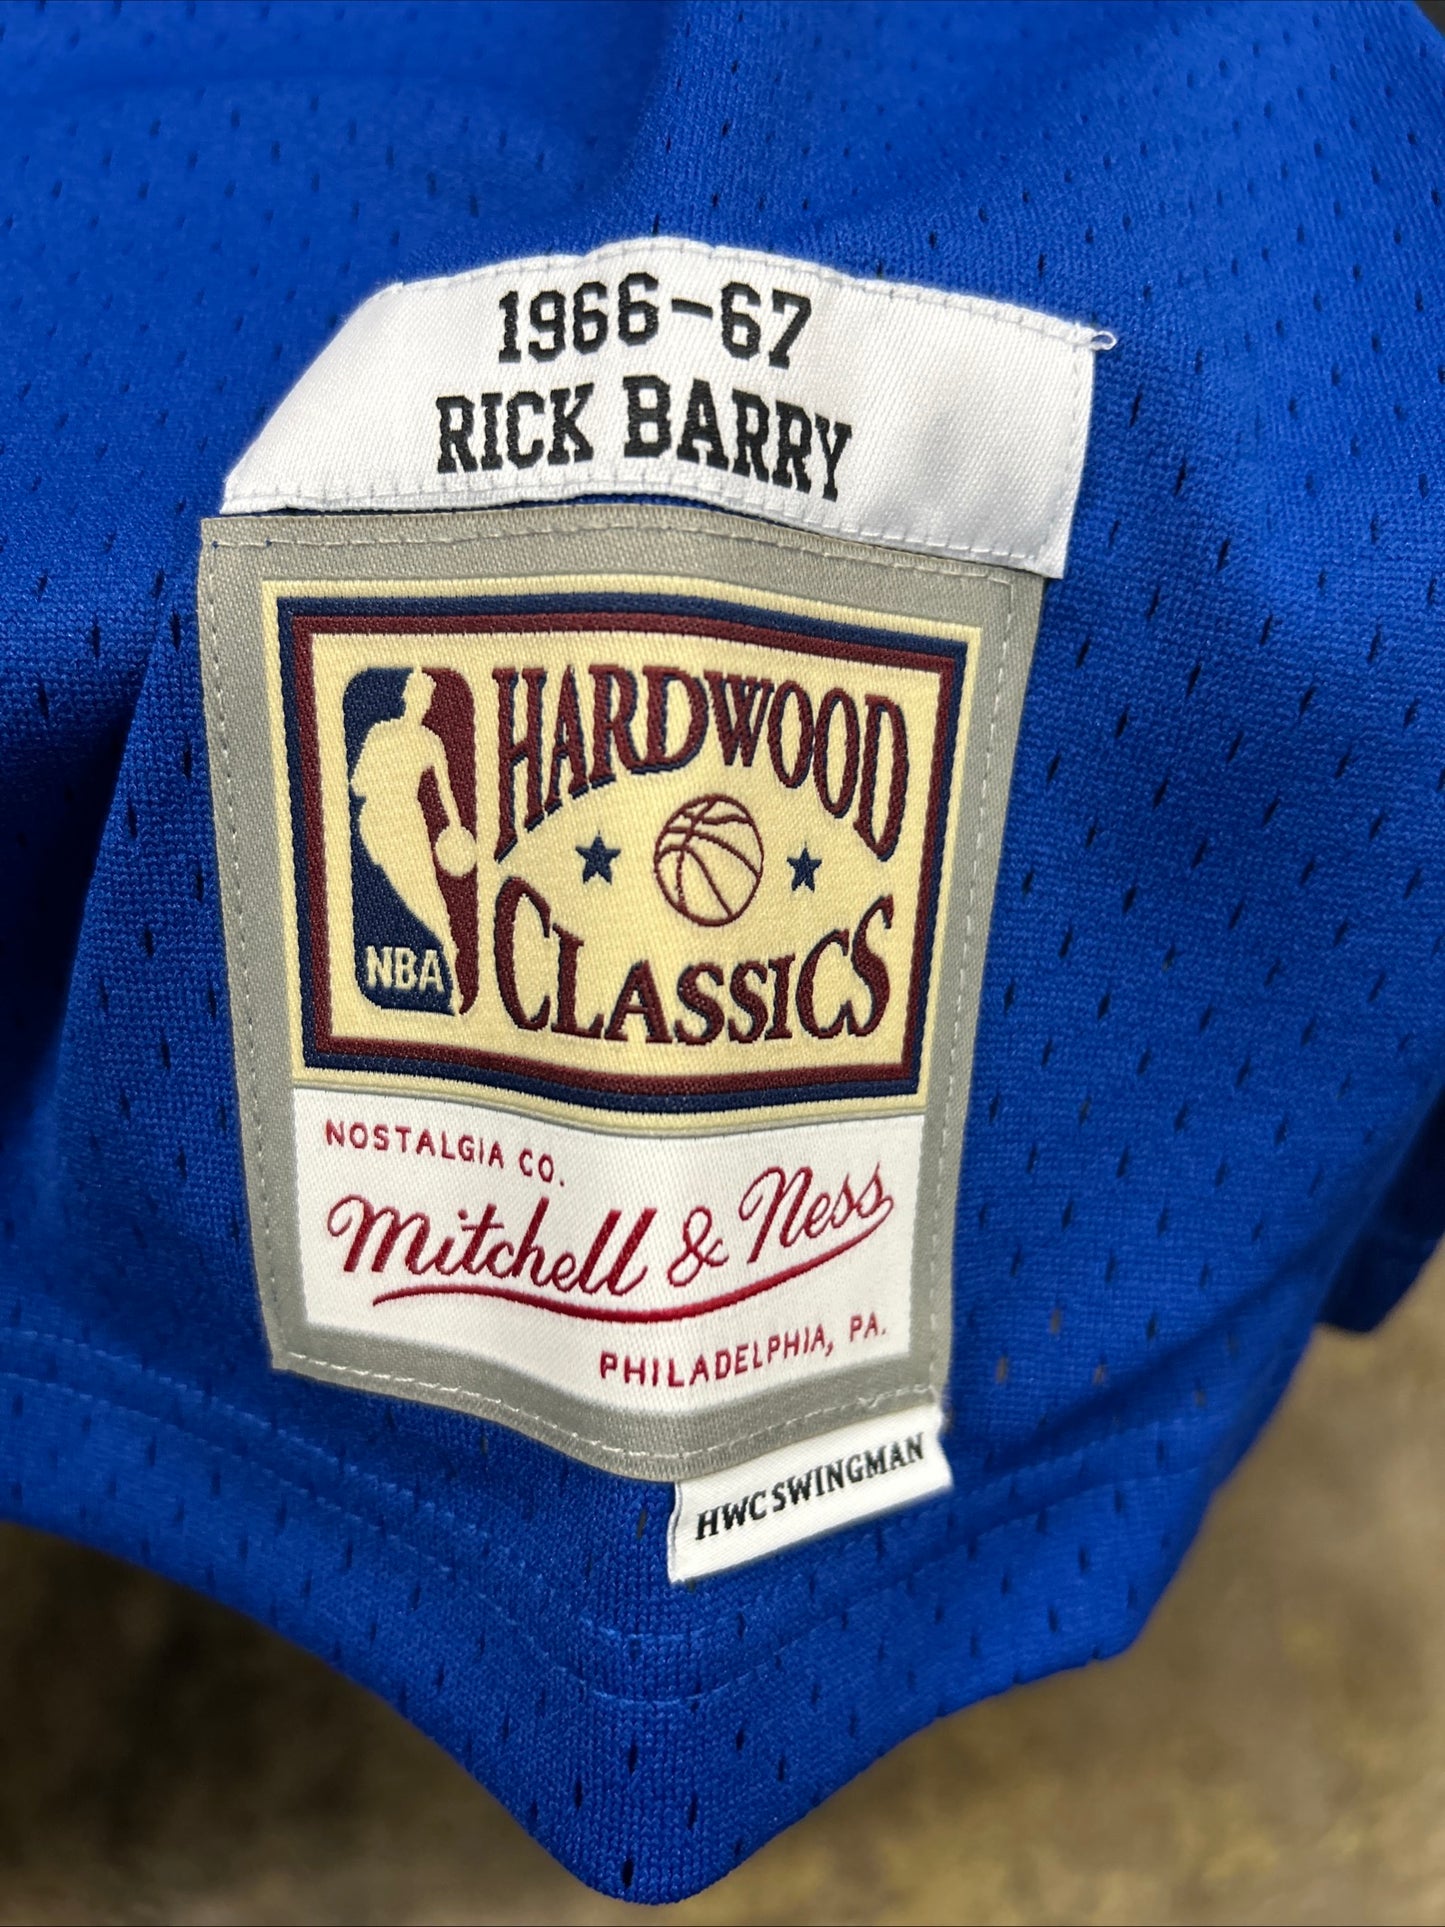 1966-67
RICK BARRY
HARDWOOD
CLASSICS
NBA
NOSTALGIA CO.
Mitchell & Ness
PHILADELPHIA, PA.
HWC SWINGMAN